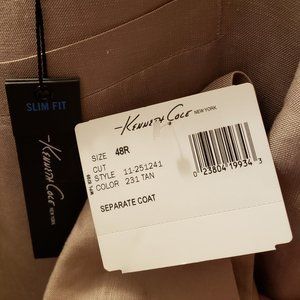 SLIM FIT
KENNETH COLE
NEW YORK
KENNETH COLE NEW YORK
SIZE 48R
CUT
STYLE 11-251241
COLOR 231 TAN
SEPARATE COAT
0 23804 19934 3